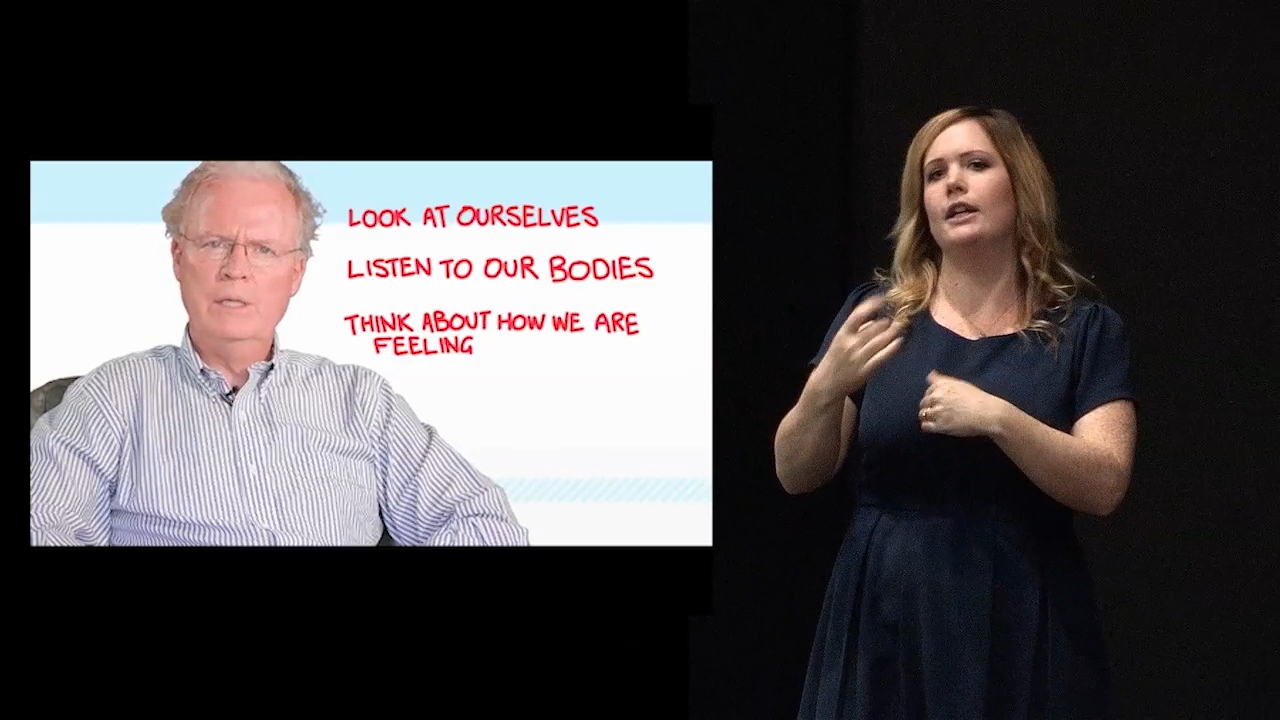 LOOK AT OURSELVES
LISTEN TO OUR BODIES
THINK ABOUT HOW WE ARE
FEELING